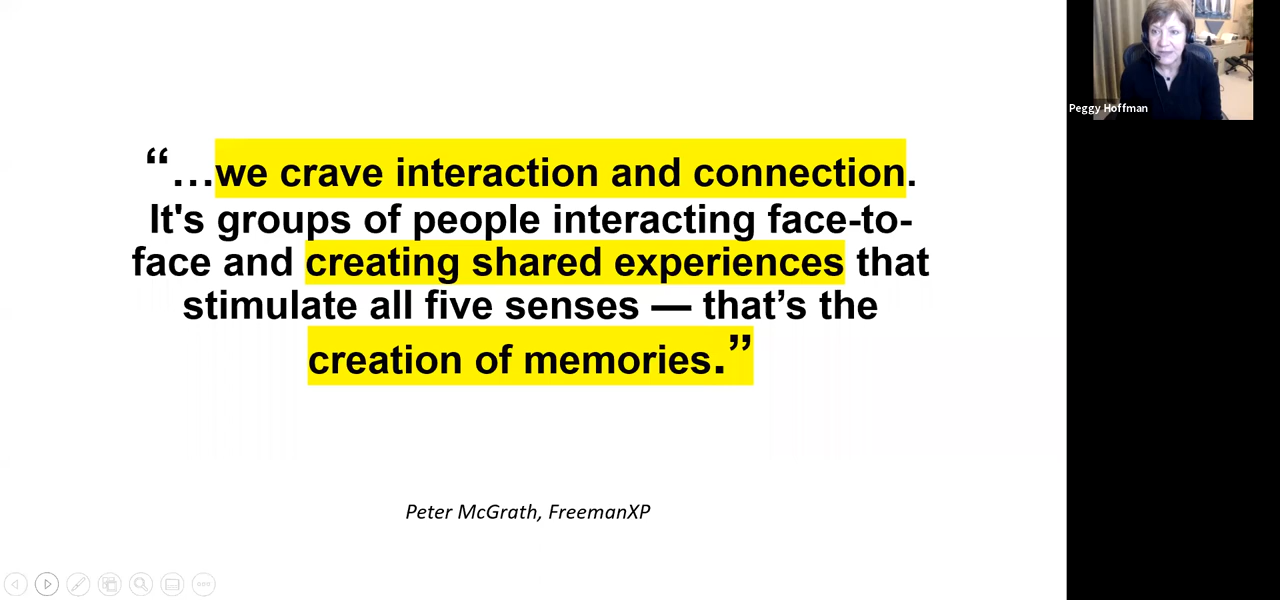 “…we crave interaction and connection.
It's groups of people interacting face-to-
face and creating shared experiences that
stimulate all five senses — that’s the
creation of memories.”
Peter McGrath, FreemanXP
Peggy Hoffman